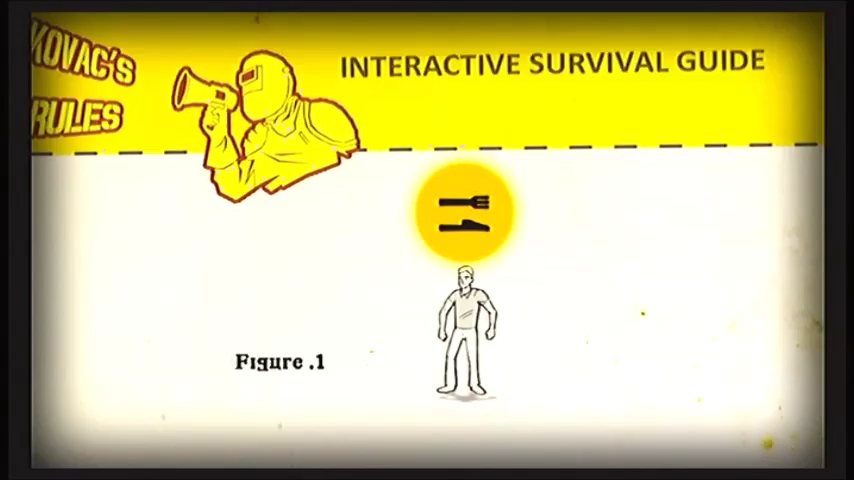 KOVAC'S
RULES
INTERACTIVE SURVIVAL GUIDE
Figure .1